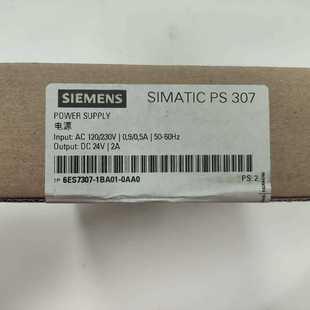 SIEMENS SIMATIC PS 307
POWER SUPPLY
电源
Input: AC 120/230V | 0,9/0,5A | 50-60Hz
Output: DC 24V | 2A
1P 6ES7307-1BA01-0AA0 PS: 2